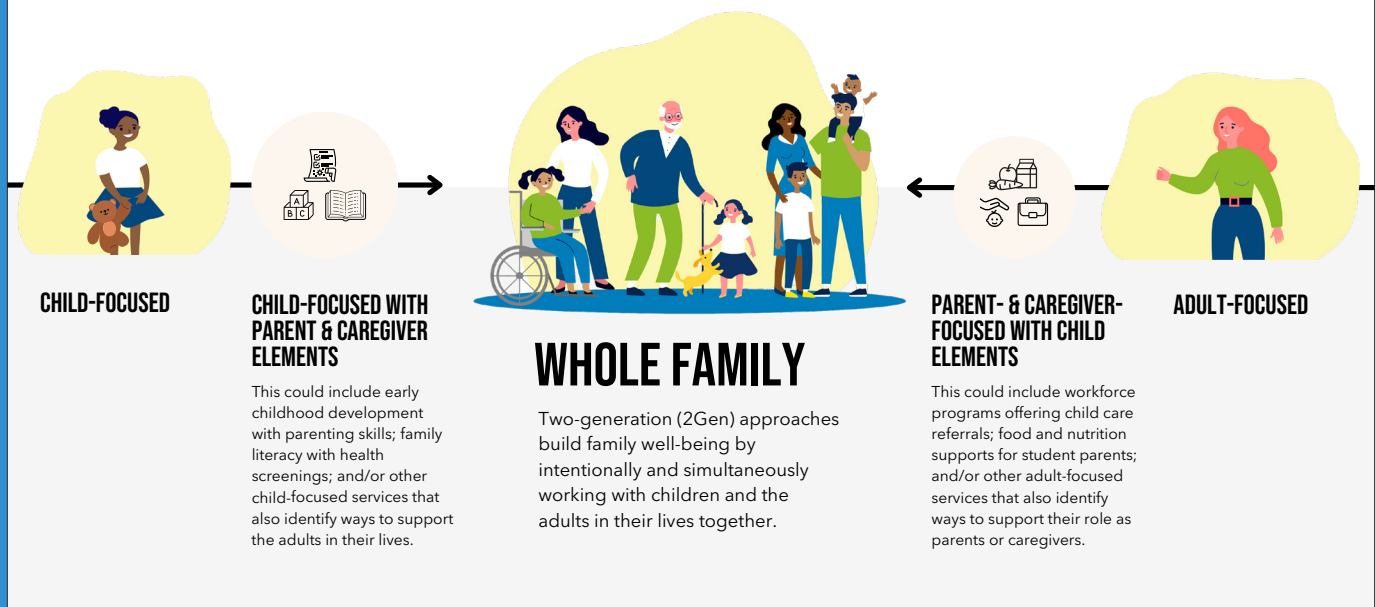 CHILD-FOCUSED
CHILD-FOCUSED WITH
PARENT & CAREGIVER
ELEMENTS
This could include early
childhood development
with parenting skills; family
literacy with health
screenings; and/or other
child-focused services that
also identify ways to support
the adults in their lives.
A
B C
WHOLE FAMILY
Two-generation (2Gen) approaches
build family well-being by
intentionally and simultaneously
working with children and the
adults in their lives together.
PARENT- & CAREGIVER-
FOCUSED WITH CHILD
ELEMENTS
This could include workforce
programs offering child care
referrals; food and nutrition
supports for student parents;
and/or other adult-focused
services that also identify
ways to support their role as
parents or caregivers.
ADULT-FOCUSED